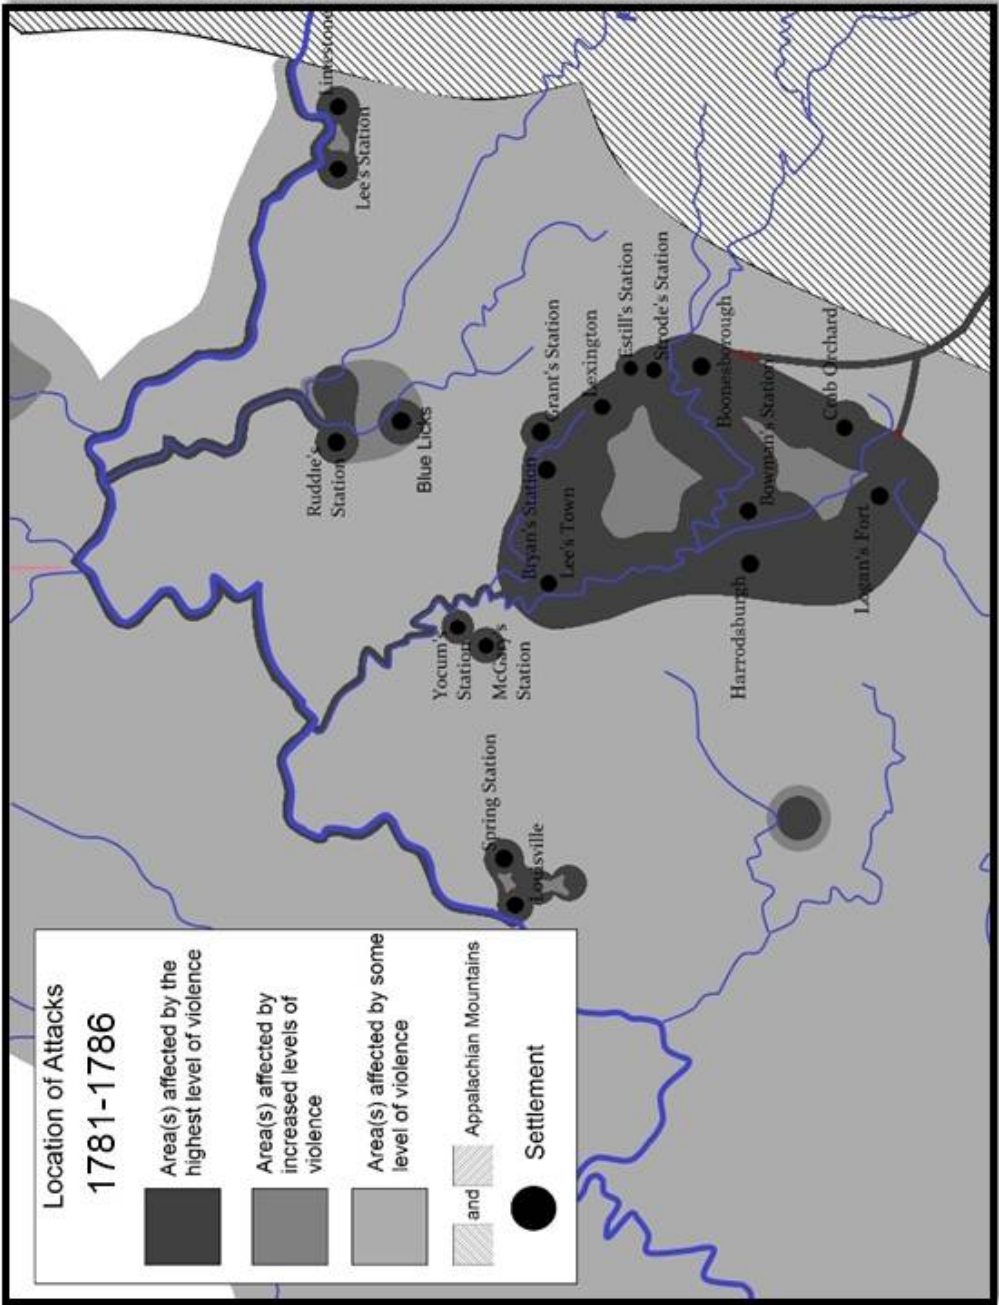 Location of Attacks
1781-1786
Area(s) affected by the
highest level of violence
Area(s) affected by
increased levels of
violence
Area(s) affected by some
level of violence
and
Appalachian Mountains
Settlement
Limestone
Lee's Station
Ruddle's
Station
Blue Licks
Grant's Station
Lexington
Estill's Station
Strode's Station
Boonesborough
Bryan's Station
Lee's Town
Bowman's Station
Crab Orchard
Logan's Fort
Harrodsburgh
Yocum's
Station
McGary's
Station
Spring Station
Louisville